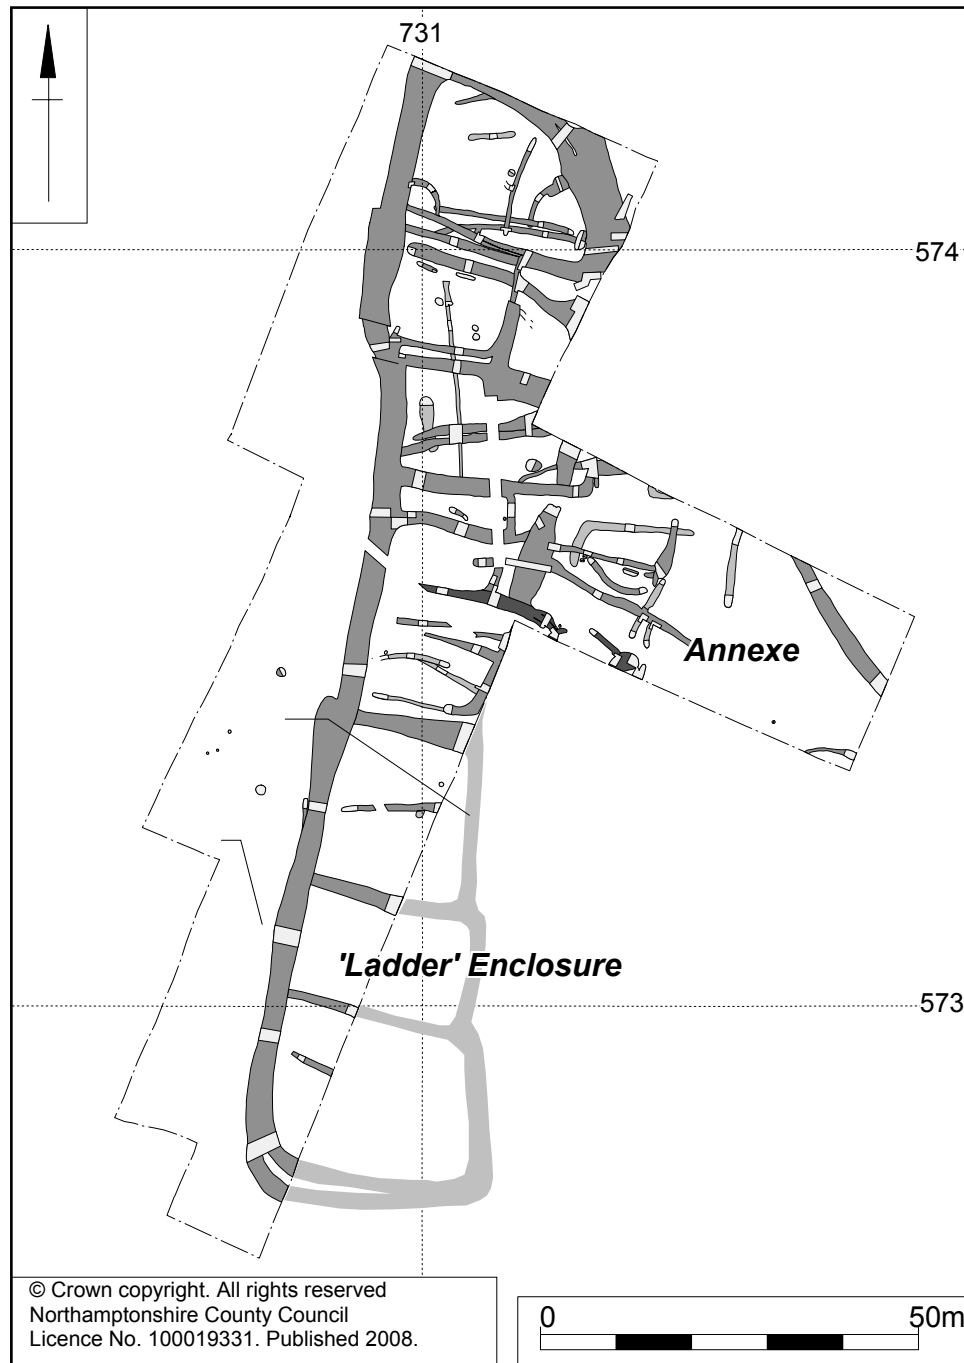 731
574
Annexe
'Ladder' Enclosure
573
© Crown copyright. All rights reserved
Northamptonshire County Council
Licence No. 100019331. Published 2008.
0 50m